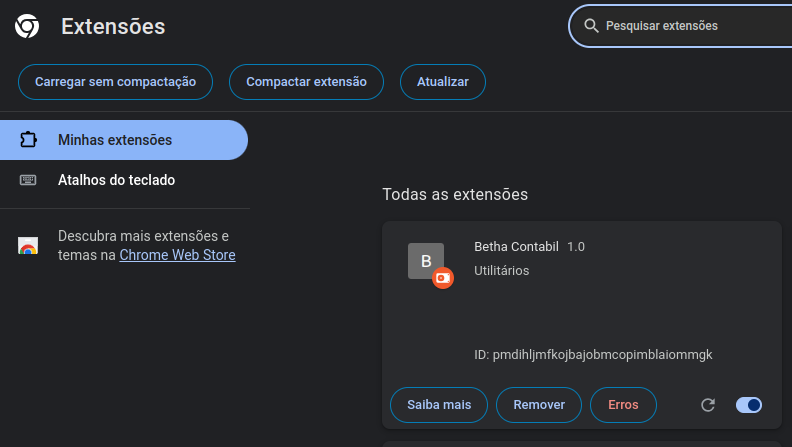 Extensões
Pesquisar extensões
Carregar sem compactação
Compactar extensão
Atualizar
Minhas extensões
Atalhos do teclado
Descubra mais extensões e
temas na Chrome Web Store
Todas as extensões
B
Betha Contabil 1.0
Utilitários
ID: pmdihljmfkojbajobmcopimblaiommgk
Saiba mais
Remover
Erros